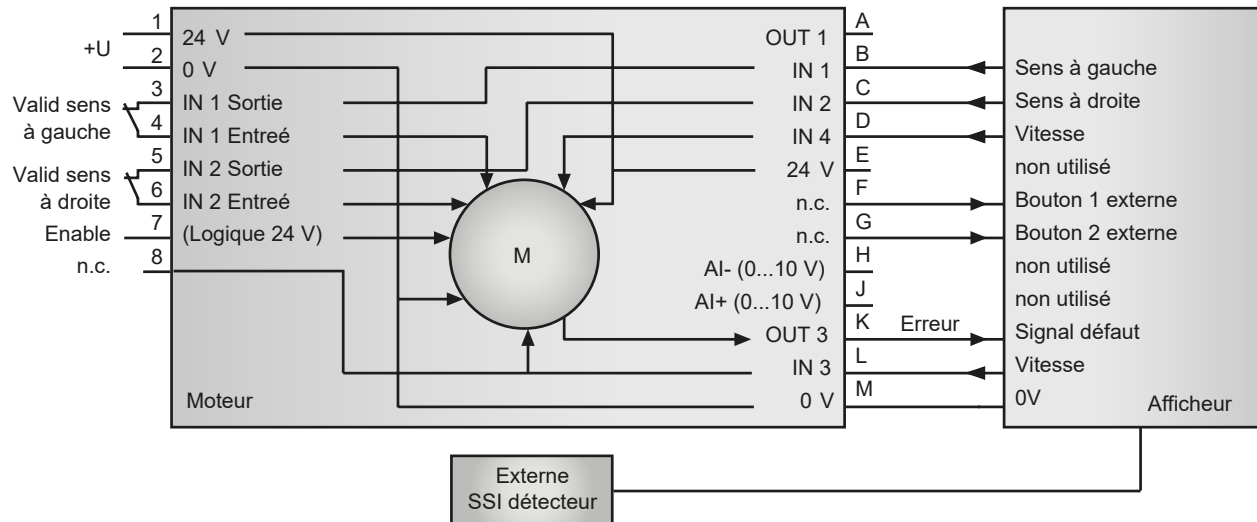 1
+U
24 V
2
0 V
3
Valid sens
à gauche
IN 1 Sortie
4
IN 1 Entreé
5
Valid sens
à droite
IN 2 Sortie
6
IN 2 Entreé
7
Enable
(Logique 24 V)
8
n.c.
M
Moteur
OUT 1
A
IN 1
B
Sens à gauche
IN 2
C
Sens à droite
IN 4
D
Vitesse
24 V
E
non utilisé
n.c.
F
Bouton 1 externe
n.c.
G
Bouton 2 externe
AI- (0...10 V)
H
non utilisé
AI+ (0...10 V)
J
non utilisé
OUT 3
K
Erreur
Signal défaut
IN 3
L
Vitesse
0 V
M
0V
Afficheur
Externe
SSI détecteur